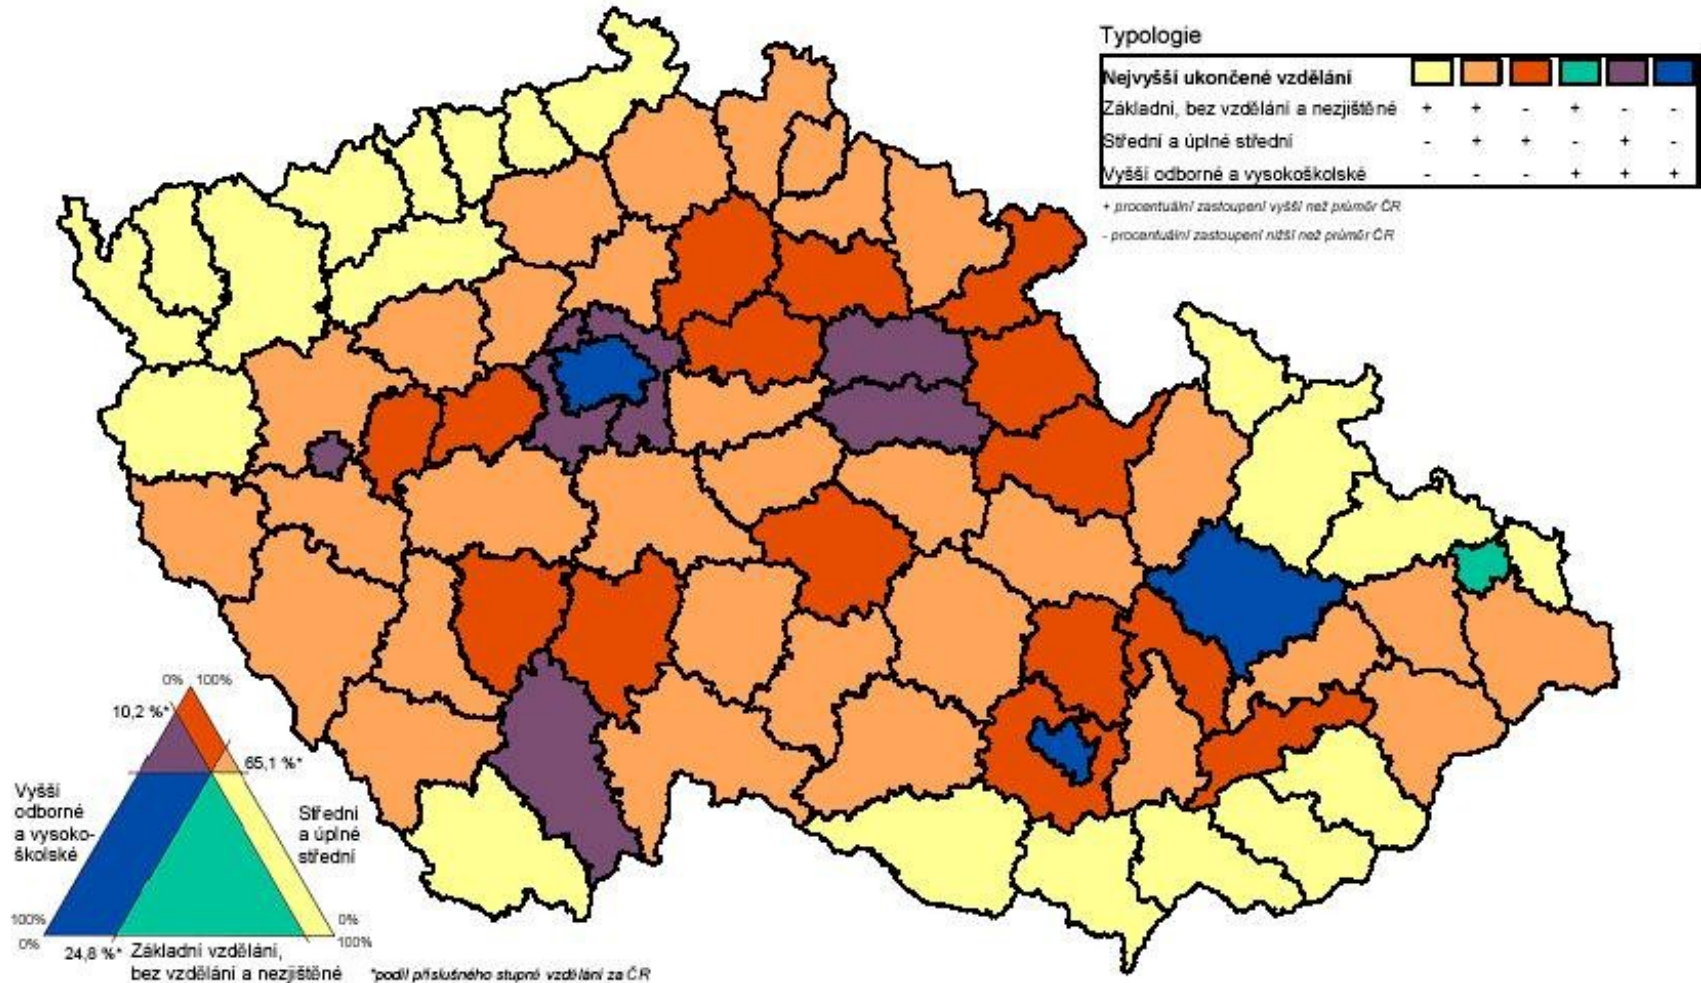 Typologie
Nejvyšší ukončené vzdělání
Základní, bez vzdělání a nezjištěné + + - + - -
Střední a úplné střední - + + - + -
Vyšší odborné a vysokoškolské - - - + + +
+ procentuální zastoupení vyšší než průměr ČR
- procentuální zastoupení nižší než průměr ČR
0% 100%
10,2 %*
65,1 %*
Vyšší
odborné
a vysoko-
školské
Střední
a úplné
střední
100%
0%
0%
100%
24,8 %*
Základní vzdělání,
bez vzdělání a nezjištěné
*podíl příslušného stupně vzdělání za ČR